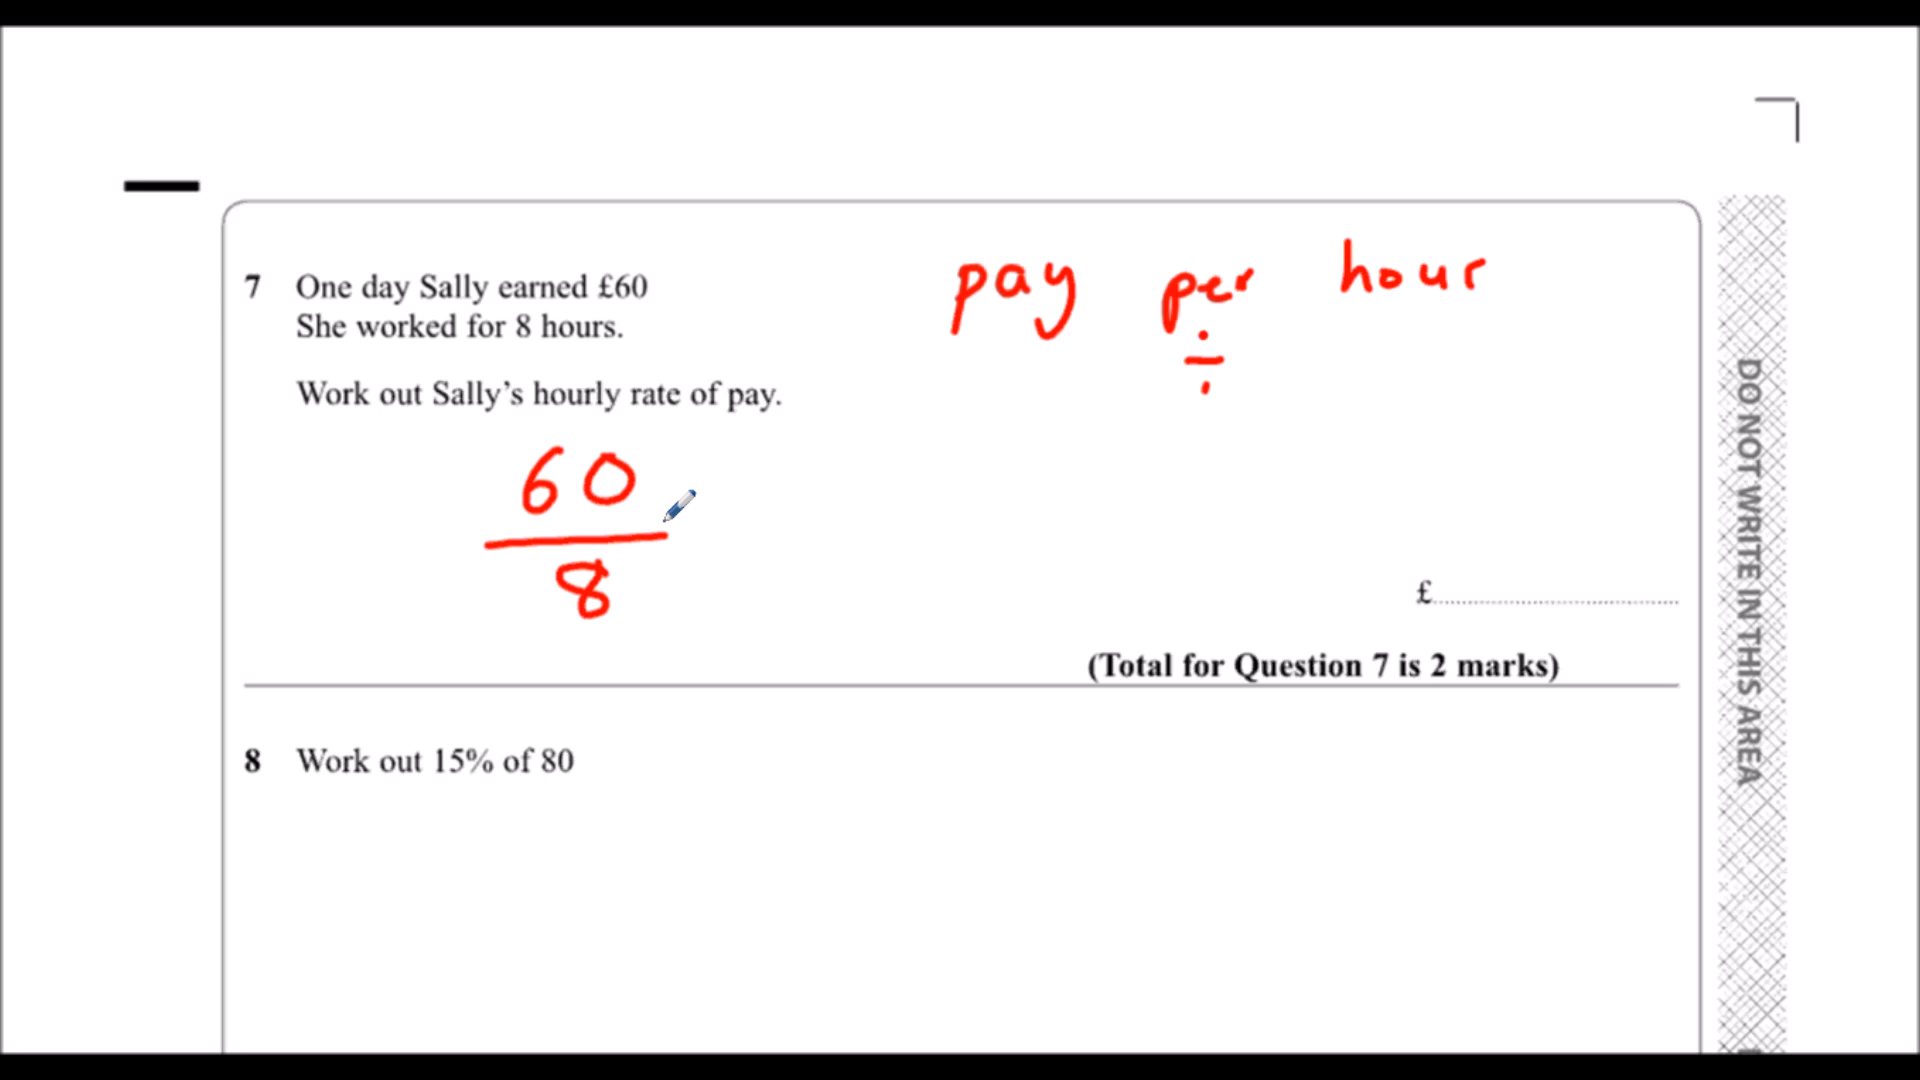 7 One day Sally earned £60
She worked for 8 hours.
Work out Sally's hourly rate of pay.
pay per hour
÷
60
8
£
(Total for Question 7 is 2 marks)
8 Work out 15% of 80
DO NOT WRITE IN THIS AREA